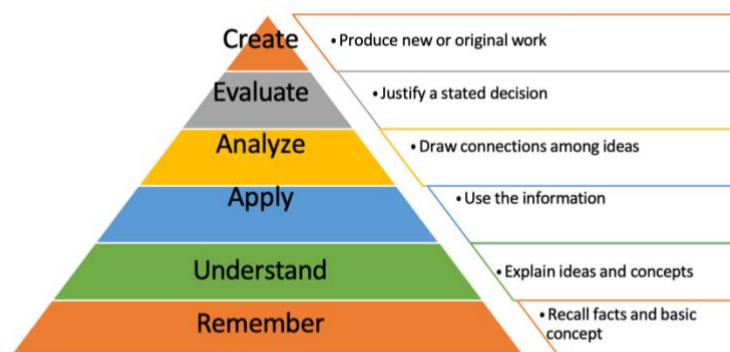 Create
• Produce new or original work
Evaluate
• Justify a stated decision
Analyze
• Draw connections among ideas
Apply
• Use the information
Understand
• Explain ideas and concepts
Remember
• Recall facts and basic
concept